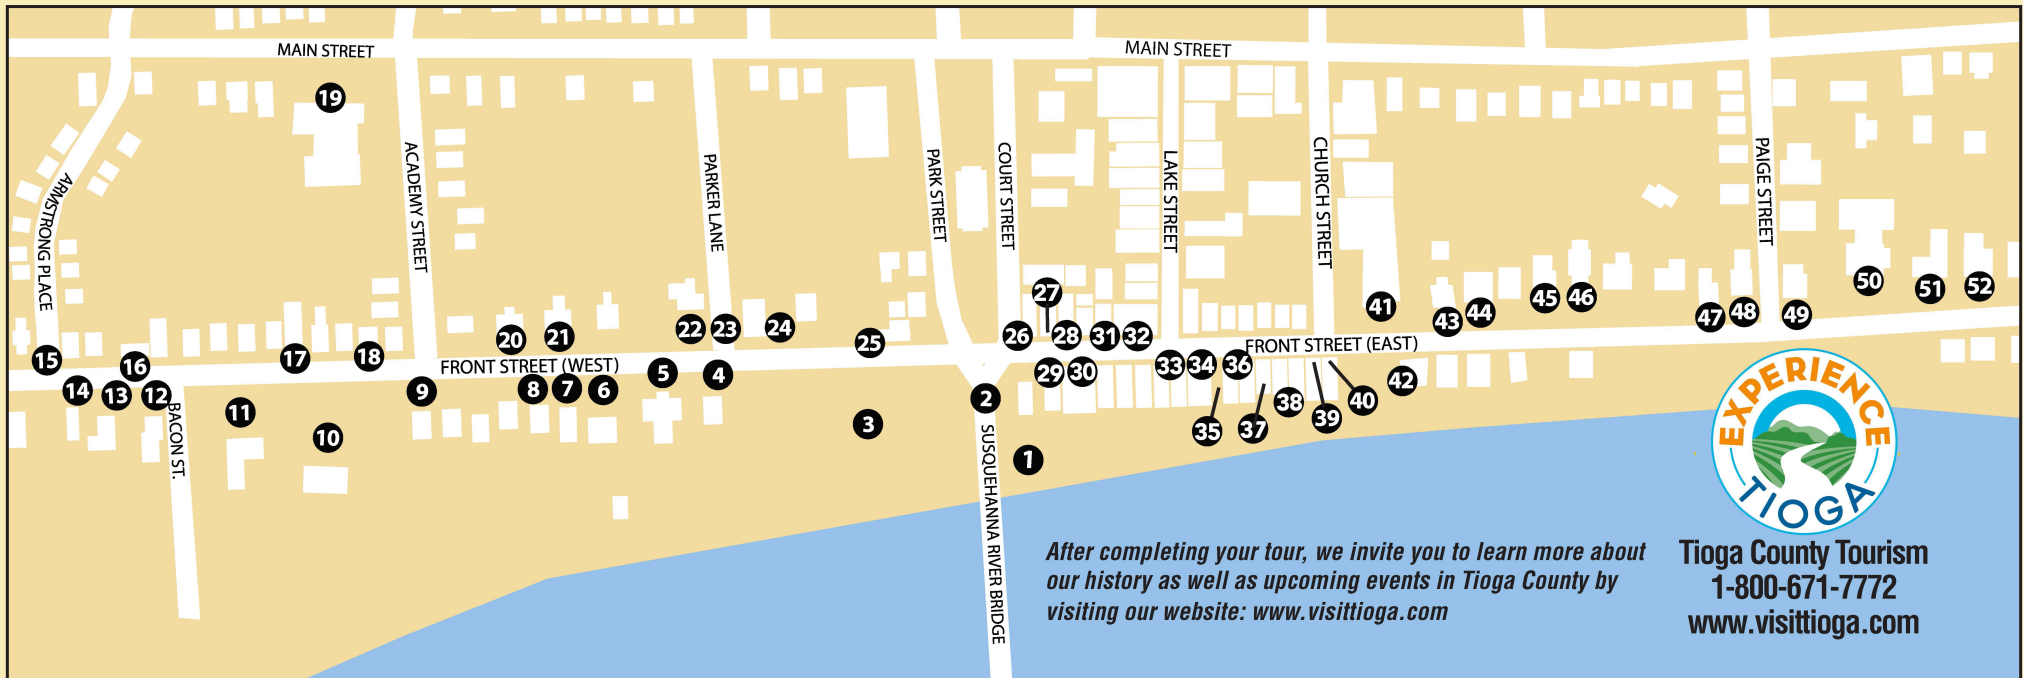 MAIN STREET
MAIN STREET
19
ARMSTRONG PLACE
ACADEMY STREET
PARKER LANE
PARK STREET
COURT STREET
LAKE STREET
CHURCH STREET
PAIGE STREET
27
41
43
44
45
46
47
48
49
50
51
52
15
16
17
18
20
21
22
23
24
25
26
28
31
32
FRONT STREET (WEST)
FRONT STREET (EAST)
14
13
12
11
10
9
8
7
6
5
4
3
2
1
29
30
33
34
36
35
37
38
39
40
42
BACON ST.
SUSQUEHANNA RIVER BRIDGE
EXPERIENCE
TIOGA
After completing your tour, we invite you to learn more about
our history as well as upcoming events in Tioga County by
visiting our website: www.visittioga.com
Tioga County Tourism
1-800-671-7772
www.visittioga.com